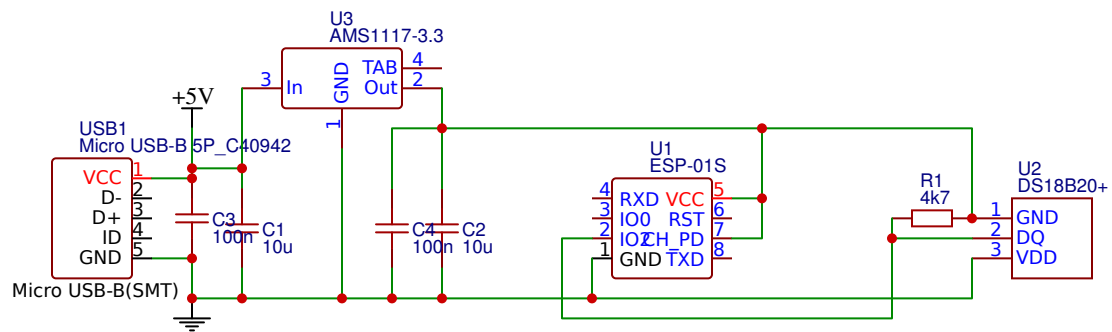 U3
AMS1117-3.3
TAB 4
3 In Out 2
GND
1
+5V
USB1
Micro USB-B 5P_C40942
VCC 1
D- 2
D+ 3
ID 4
GND 5
Micro USB-B(SMT)
C3
100n
C1
10u
C4
100n
C2
10u
U1
ESP-01S
4 RXD VCC 5
3 IO0 RST 6
2 IO2 CH_PD 7
1 GND TXD 8
R1
4k7
U2
DS18B20+
1 GND
2 DQ
3 VDD